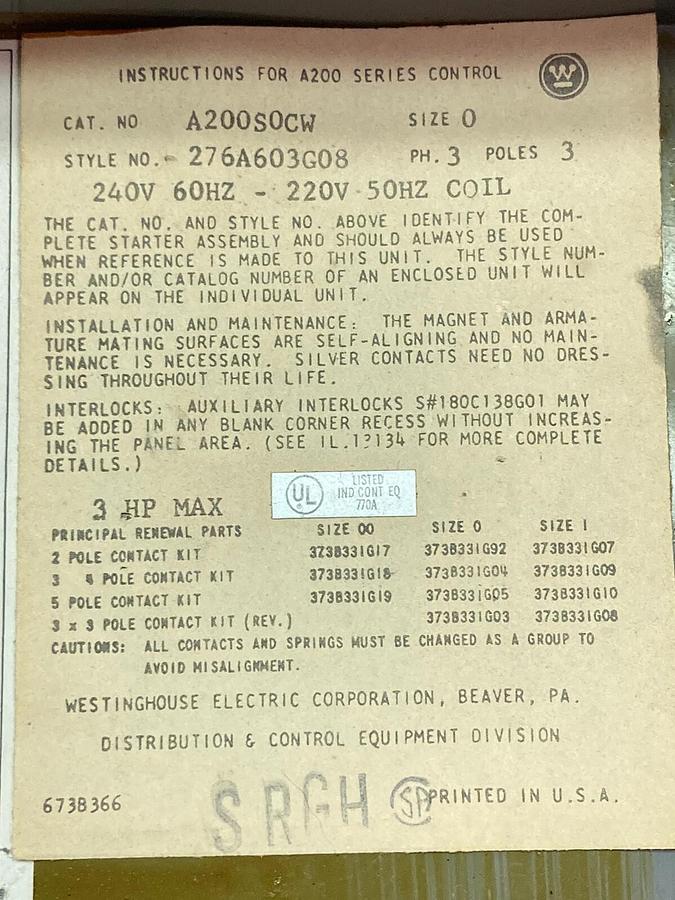 INSTRUCTIONS FOR A200 SERIES CONTROL
CAT. NO A200S0CW SIZE 0
STYLE NO. 276A603G08 PH. 3 POLES 3
240V 60HZ - 220V 50HZ COIL
THE CAT. NO. AND STYLE NO. ABOVE IDENTIFY THE COM-
PLETE STARTER ASSEMBLY AND SHOULD ALWAYS BE USED
WHEN REFERENCE IS MADE TO THIS UNIT. THE STYLE NUM-
BER AND/OR CATALOG NUMBER OF AN ENCLOSED UNIT WILL
APPEAR ON THE INDIVIDUAL UNIT.
INSTALLATION AND MAINTENANCE: THE MAGNET AND ARMA-
TURE MATING SURFACES ARE SELF-ALIGNING AND NO MAIN-
TENANCE IS NECESSARY. SILVER CONTACTS NEED NO DRES-
SING THROUGHOUT THEIR LIFE.
INTERLOCKS: AUXILIARY INTERLOCKS S#180C138G01 MAY
BE ADDED IN ANY BLANK CORNER RECESS WITHOUT INCREAS-
ING THE PANEL AREA. (SEE IL.13134 FOR MORE COMPLETE
DETAILS.)
UL LISTED
IND CONT EQ
770A
3 HP MAX
PRINCIPAL RENEWAL PARTS SIZE 00 SIZE 0 SIZE 1
2 POLE CONTACT KIT 373B331G17 373B331G92 373B331G07
3 4 POLE CONTACT KIT 373B331G18 373B331G04 373B331G09
5 POLE CONTACT KIT 373B331G19 373B331G05 373B331G10
3 x 3 POLE CONTACT KIT (REV.) 373B331G03 373B331G08
CAUTIONS: ALL CONTACTS AND SPRINGS MUST BE CHANGED AS A GROUP TO
AVOID MISALIGNMENT.
WESTINGHOUSE ELECTRIC CORPORATION, BEAVER, PA.
DISTRIBUTION & CONTROL EQUIPMENT DIVISION
673B366 SRGH SA PRINTED IN U.S.A.